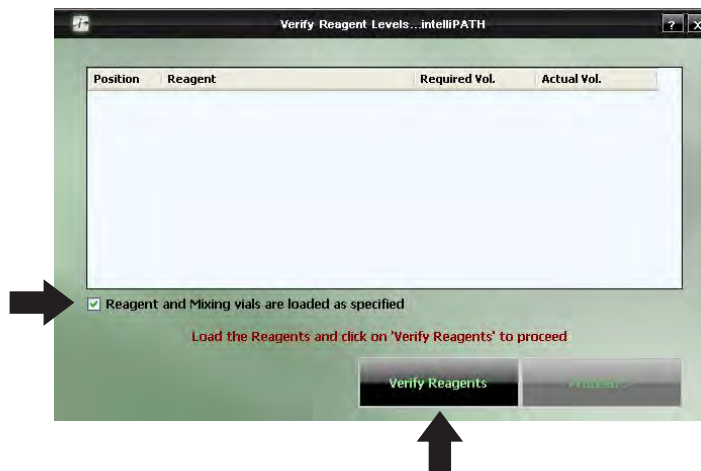 Verify Reagent Levels...intelliPATH
? X
Position Reagent Required Vol. Actual Vol.
Reagent and Mixing vials are loaded as specified
Load the Reagents and click on 'Verify Reagents' to proceed
Verify Reagents Proceed >